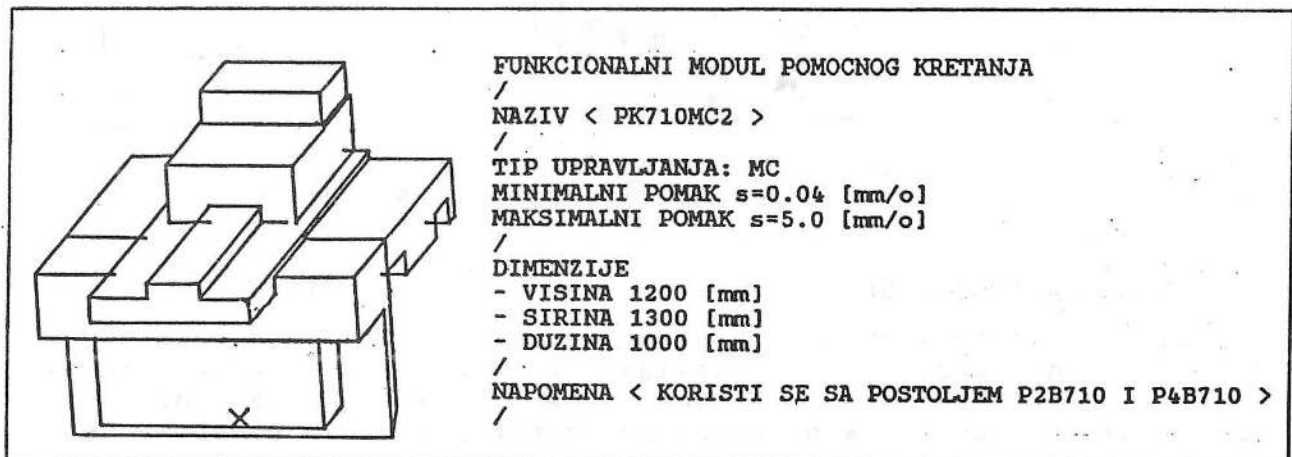 FUNKCIONALNI MODUL POMOCNOG KRETANJA
/
NAZIV < PK710MC2 >
/
TIP UPRAVLJANJA: MC
MINIMALNI POMAK s=0.04 [mm/o]
MAKSIMALNI POMAK s=5.0 [mm/o]
/
DIMENZIJE
- VISINA 1200 [mm]
- SIRINA 1300 [mm]
- DUZINA 1000 [mm]
/
NAPOMENA < KORISTI SE SA POSTOLJEM P2B710 I P4B710 >
/